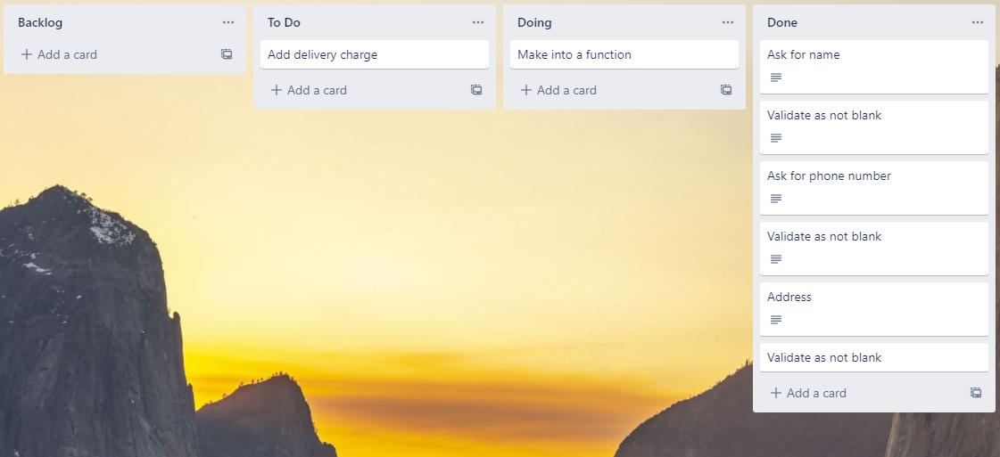 Backlog
Add a card
To Do
Add delivery charge
Add a card
Doing
Make into a function
Add a card
Done
Ask for name
Validate as not blank
Ask for phone number
Validate as not blank
Address
Validate as not blank
Add a card